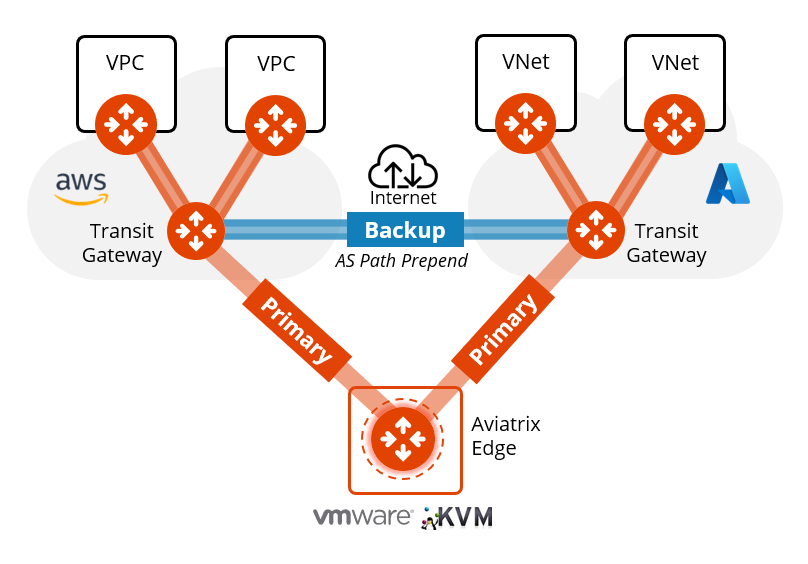 VPC
VPC
VNet
VNet
aws
Internet
Transit
Gateway
Backup
Transit
Gateway
AS Path Prepend
Primary
Primary
Aviatrix
Edge
vmware®
KVM